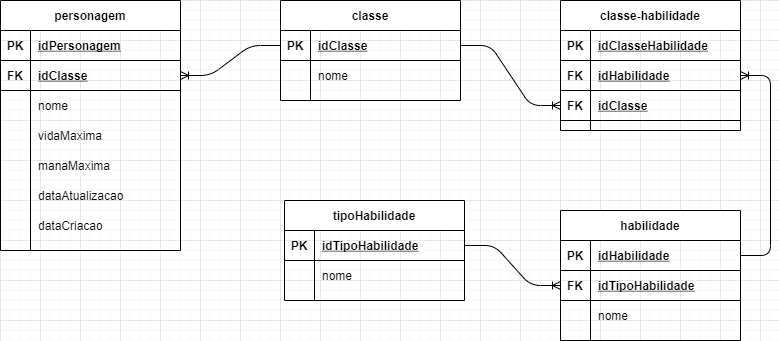 personagem
PK idPersonagem
FK idClasse
nome
vidaMaxima
manaMaxima
dataAtualizacao
dataCriacao
classe
PK idClasse
nome
classe-habilidade
PK idClasseHabilidade
FK idHabilidade
FK idClasse
tipoHabilidade
PK idTipoHabilidade
nome
habilidade
PK idHabilidade
FK idTipoHabilidade
nome